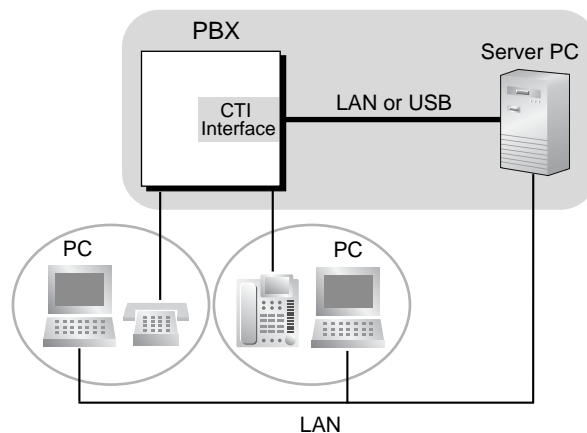 PBX
Server PC
CTI
Interface
LAN or USB
PC
PC
LAN